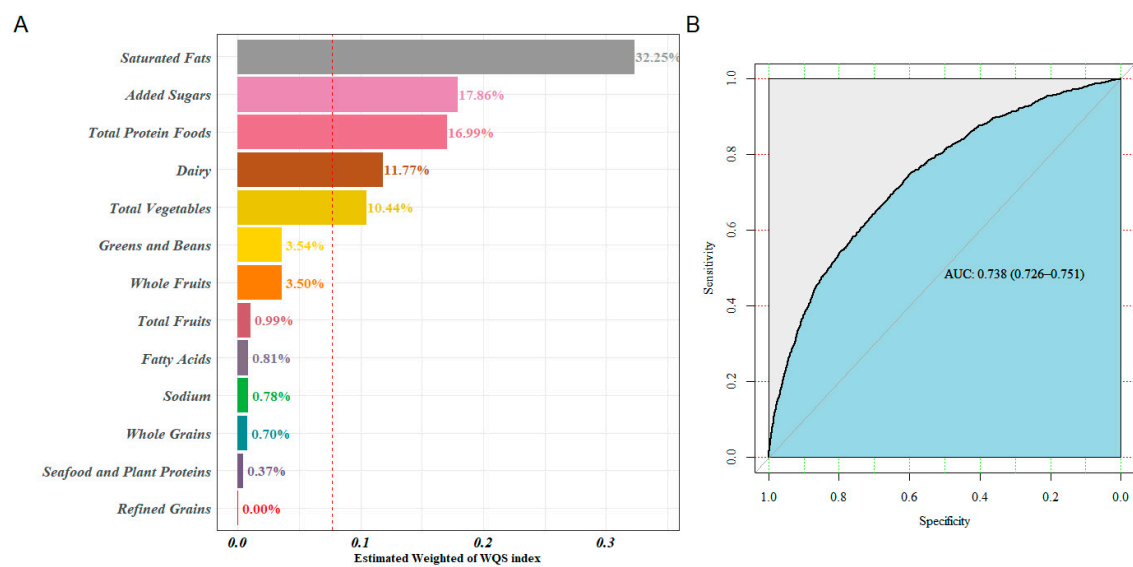 A
Saturated Fats
32.25%
Added Sugars
17.86%
Total Protein Foods
16.99%
Dairy
11.77%
Total Vegetables
10.44%
Greens and Beans
3.54%
Whole Fruits
3.50%
Total Fruits
0.99%
Fatty Acids
0.81%
Sodium
0.78%
Whole Grains
0.70%
Seafood and Plant Proteins
0.37%
Refined Grains
0.00%
0.0 0.1 0.2 0.3
Estimated Weighted of WQS index
B
Sensitivity
1.0
0.8
0.6
0.4
0.2
0.0
AUC: 0.738 (0.726–0.751)
1.0 0.8 0.6 0.4 0.2 0.0
Specificity